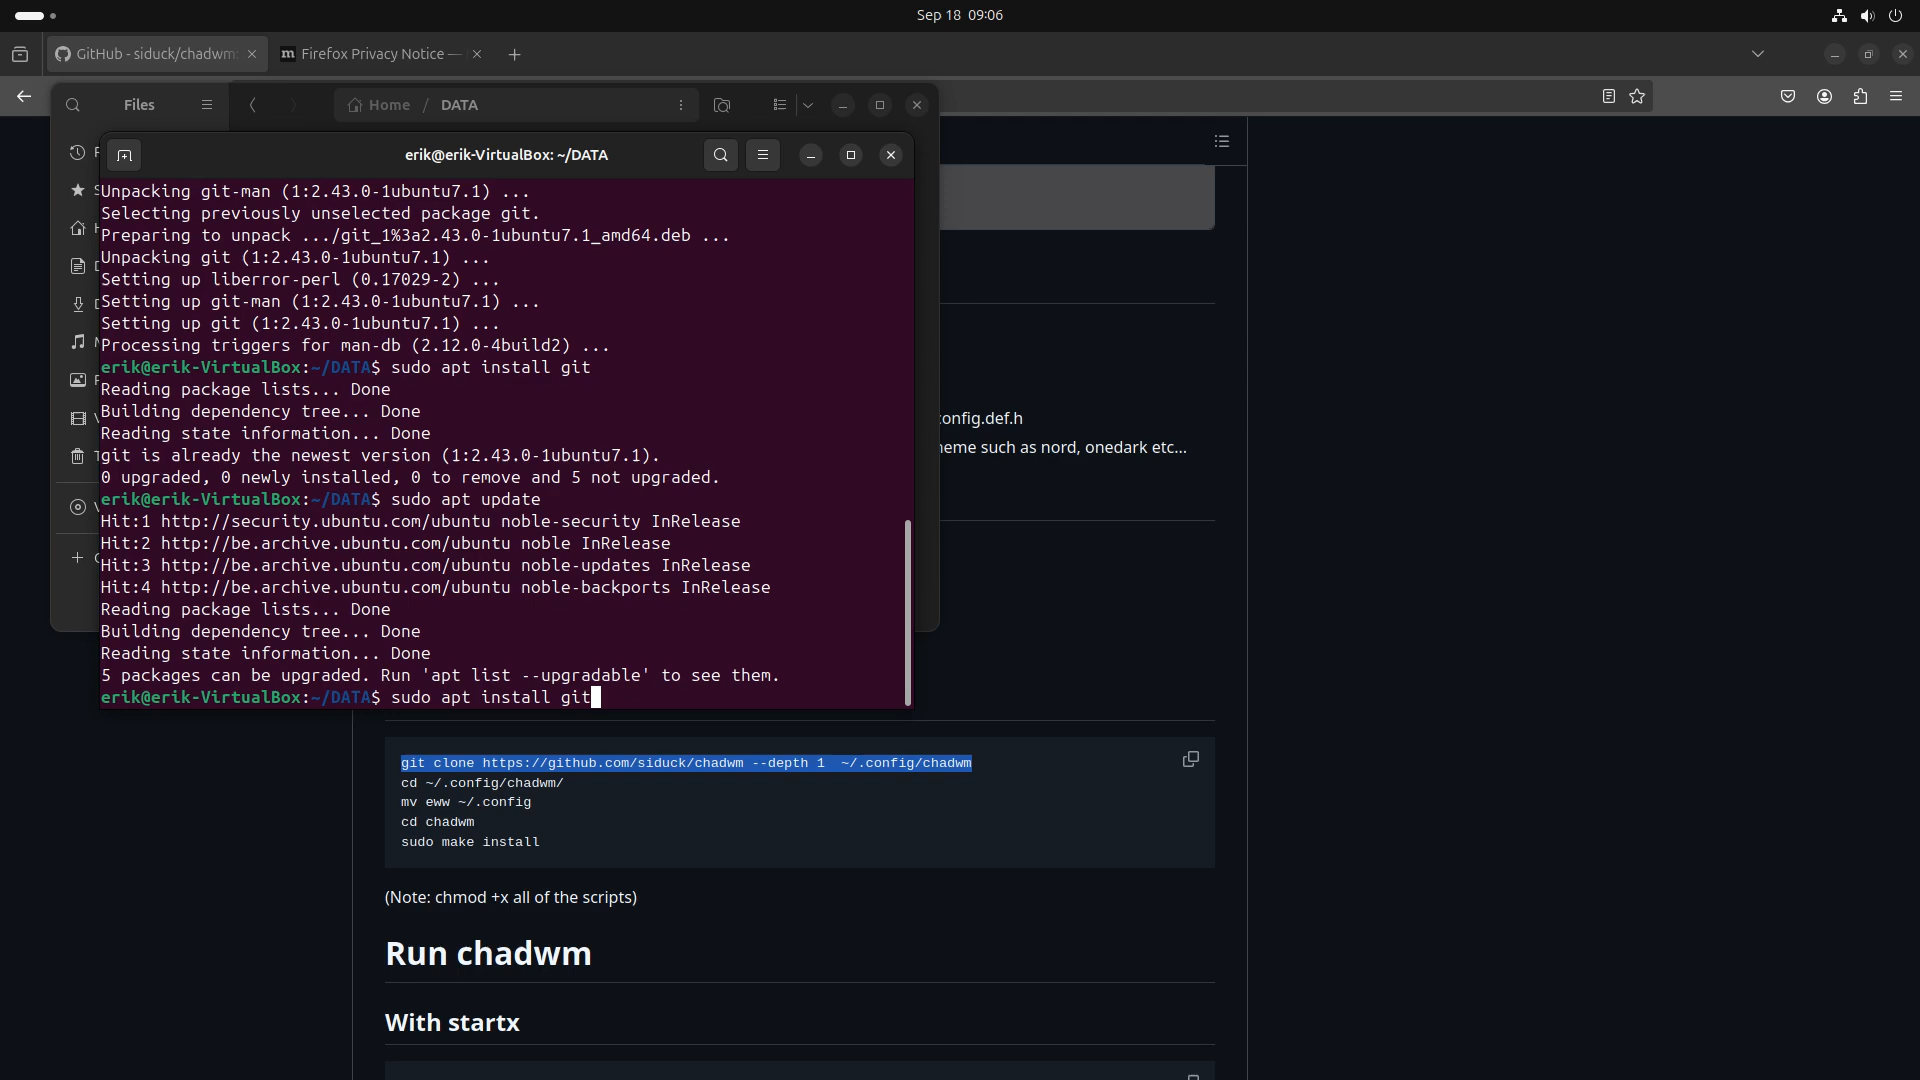 Sep 18 09:06
GitHub - siduck/chadwm:
Firefox Privacy Notice —
Files
Home / DATA
erik@erik-VirtualBox: ~/DATA
Unpacking git-man (1:2.43.0-1ubuntu7.1) ...
Selecting previously unselected package git.
Preparing to unpack .../git_1%3a2.43.0-1ubuntu7.1_amd64.deb ...
Unpacking git (1:2.43.0-1ubuntu7.1) ...
Setting up liberror-perl (0.17029-2) ...
Setting up git-man (1:2.43.0-1ubuntu7.1) ...
Setting up git (1:2.43.0-1ubuntu7.1) ...
Processing triggers for man-db (2.12.0-4build2) ...
erik@erik-VirtualBox:~/DATA$ sudo apt install git
Reading package lists... Done
Building dependency tree... Done
Reading state information... Done
git is already the newest version (1:2.43.0-1ubuntu7.1).
0 upgraded, 0 newly installed, 0 to remove and 5 not upgraded.
erik@erik-VirtualBox:~/DATA$ sudo apt update
Hit:1 http://security.ubuntu.com/ubuntu noble-security InRelease
Hit:2 http://be.archive.ubuntu.com/ubuntu noble InRelease
Hit:3 http://be.archive.ubuntu.com/ubuntu noble-updates InRelease
Hit:4 http://be.archive.ubuntu.com/ubuntu noble-backports InRelease
Reading package lists... Done
Building dependency tree... Done
Reading state information... Done
5 packages can be upgraded. Run 'apt list --upgradable' to see them.
erik@erik-VirtualBox:~/DATA$ sudo apt install git
config.def.h
heme such as nord, onedark etc...
git clone https://github.com/siduck/chadwm --depth 1  ~/.config/chadwm
cd ~/.config/chadwm/
mv eww ~/.config
cd chadwm
sudo make install
(Note: chmod +x all of the scripts)
Run chadwm
With startx